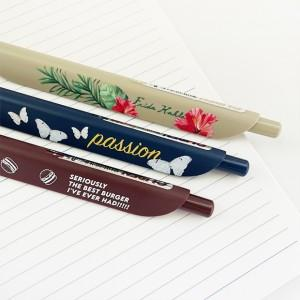 Frida Kahlo
passion
SERIOUSLY
THE BEST BURGER
I'VE EVER HAD!!!!!